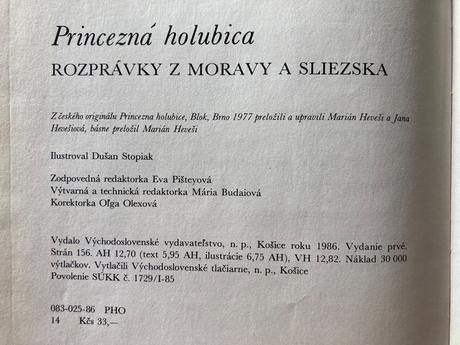 Princezná holubica
ROZPRÁVKY Z MORAVY A SLIEZSKA
Z českého originálu Princezna holubice, Blok, Brno 1977 preložili a upravili Marián Heveši a Jana
Hevešiová, básne preložil Marián Heveši
Ilustroval Dušan Stopiak
Zodpovedná redaktorka Eva Pišteyová
Výtvarná a technická redaktorka Mária Budaiová
Korektorka Oľga Olexová
Vydalo Východoslovenské vydavateľstvo, n. p., Košice roku 1986. Vydanie prvé.
Strán 156. AH 12,70 (text 5,95 AH, ilustrácie 6,75 AH), VH 12,82. Náklad 30 000
výtlačkov. Vytlačili Východoslovenské tlačiarne, n. p., Košice
Povolenie SÚKK č. 1729/I-85
083-025-86 PHO
14 Kčs 33,—